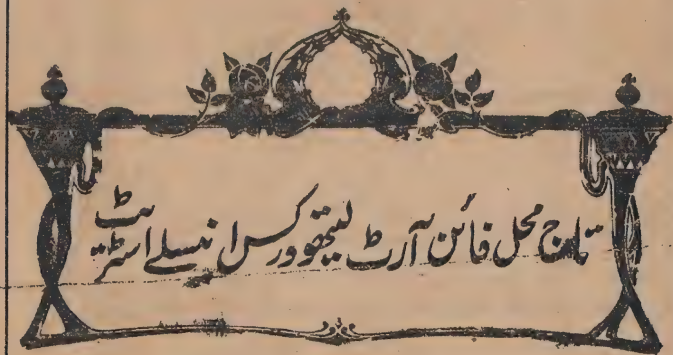 تاج محل فائن آرٹ لیتھو ورکس انیسلے اسٹریٹ